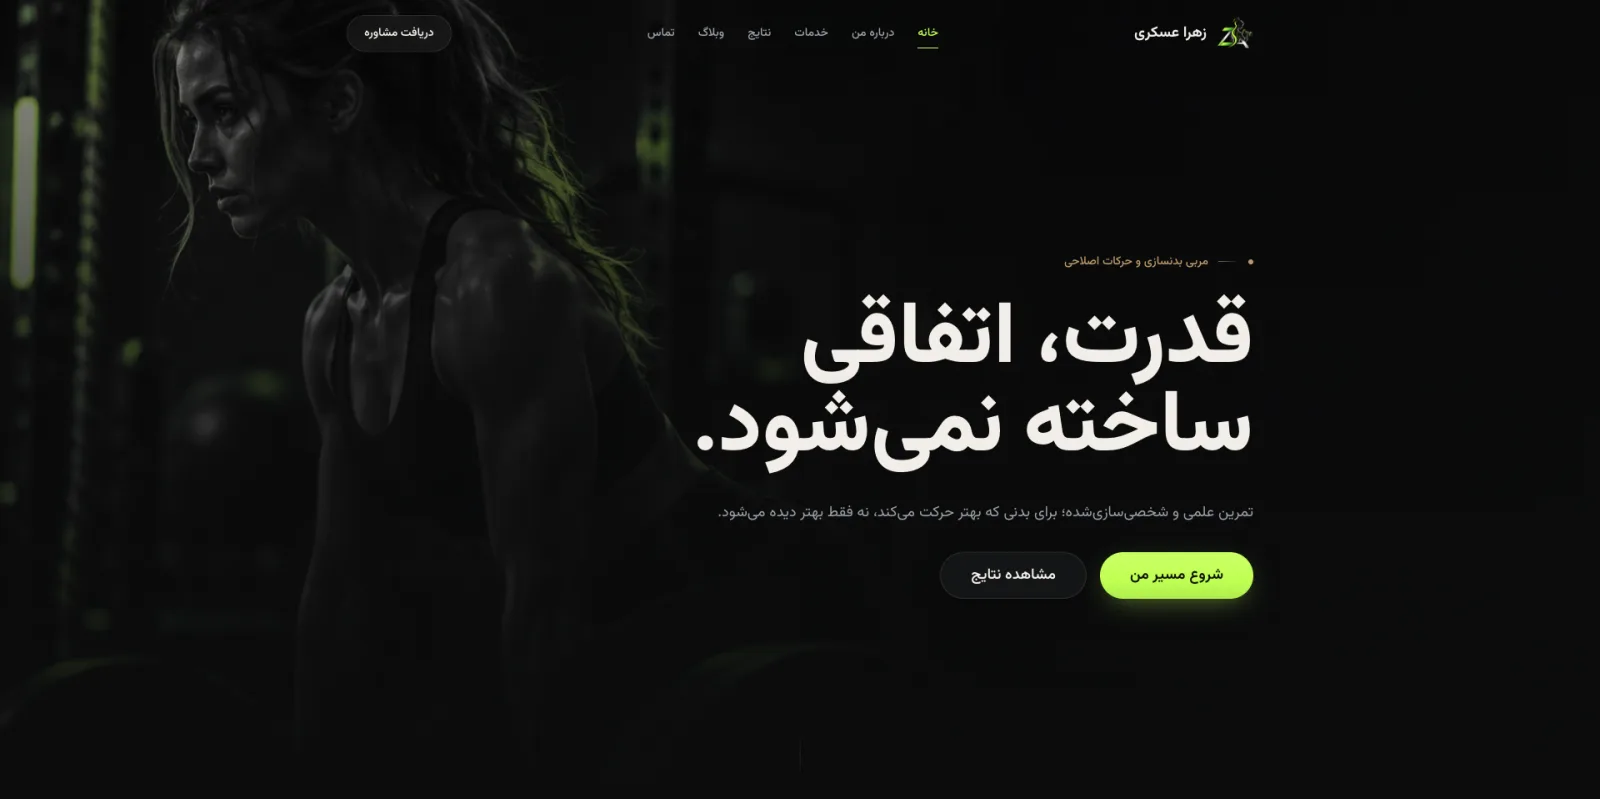 زهرا عسکری
خانه
درباره من
خدمات
نتایج
وبلاگ
تماس
دریافت مشاوره
مربی بدنسازی و حرکات اصلاحی
قدرت، اتفاقی
ساخته نمی‌شود.
تمرین علمی و شخصی‌سازی‌شده؛ برای بدنی که بهتر حرکت می‌کند، نه فقط بهتر دیده می‌شود.
شروع مسیر من
مشاهده نتایج